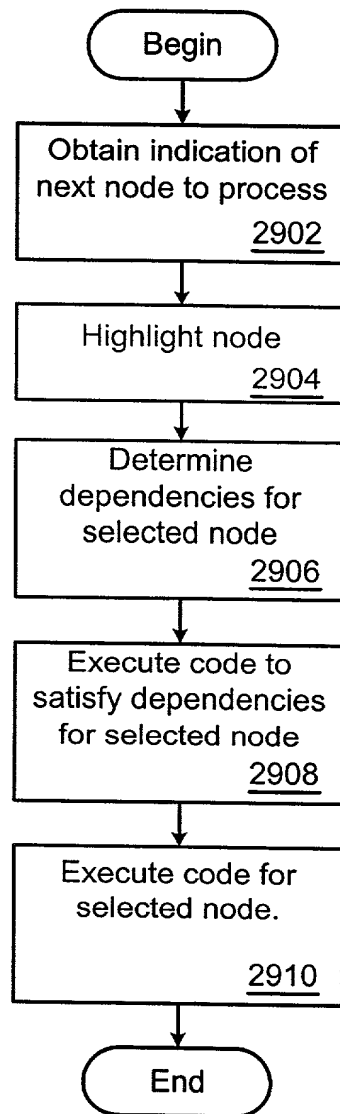 Begin
Obtain indication of
next node to process
2902
Highlight node
2904
Determine
dependencies for
selected node
2906
Execute code to
satisfy dependencies
for selected node
2908
Execute code for
selected node.
2910
End